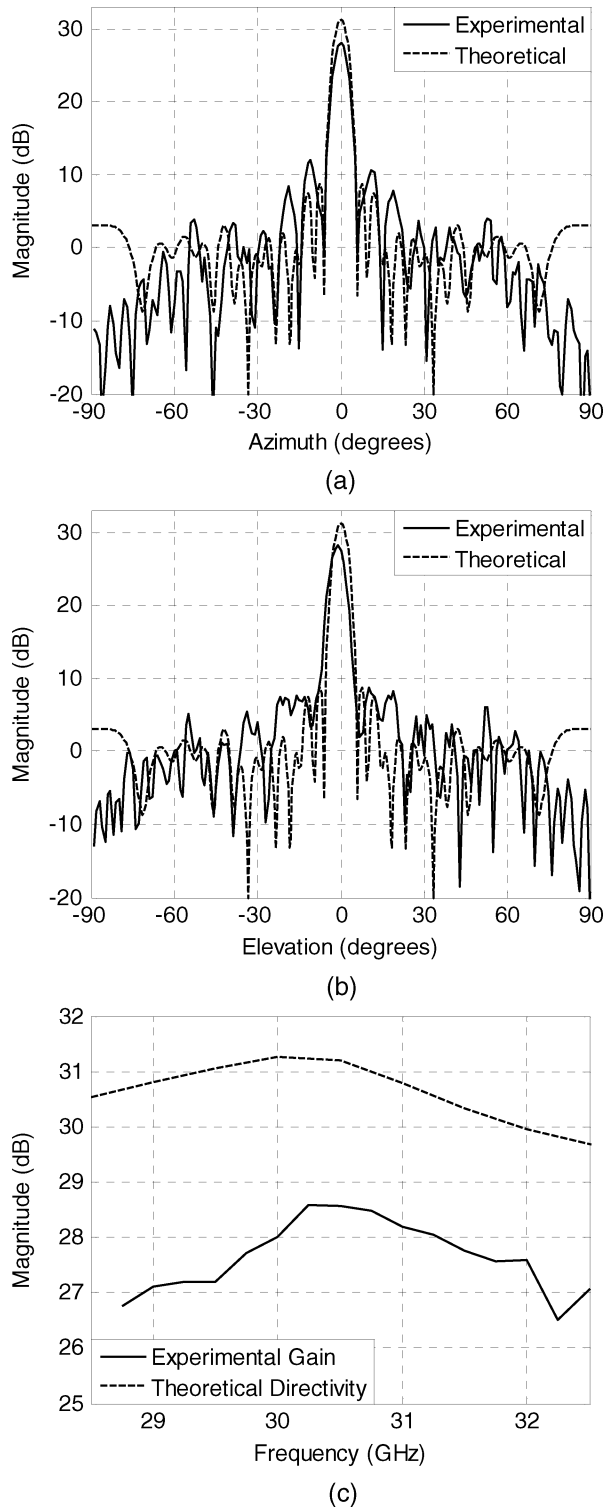 30
20
10
0
-10
-20
Magnitude (dB)
Experimental
Theoretical
-90 -60 -30 0 30 60 90
Azimuth (degrees)
(a)
30
20
10
0
-10
-20
Magnitude (dB)
Experimental
Theoretical
-90 -60 -30 0 30 60 90
Elevation (degrees)
(b)
32
31
30
29
28
27
26
25
Magnitude (dB)
Experimental Gain
Theoretical Directivity
29 30 31 32
Frequency (GHz)
(c)